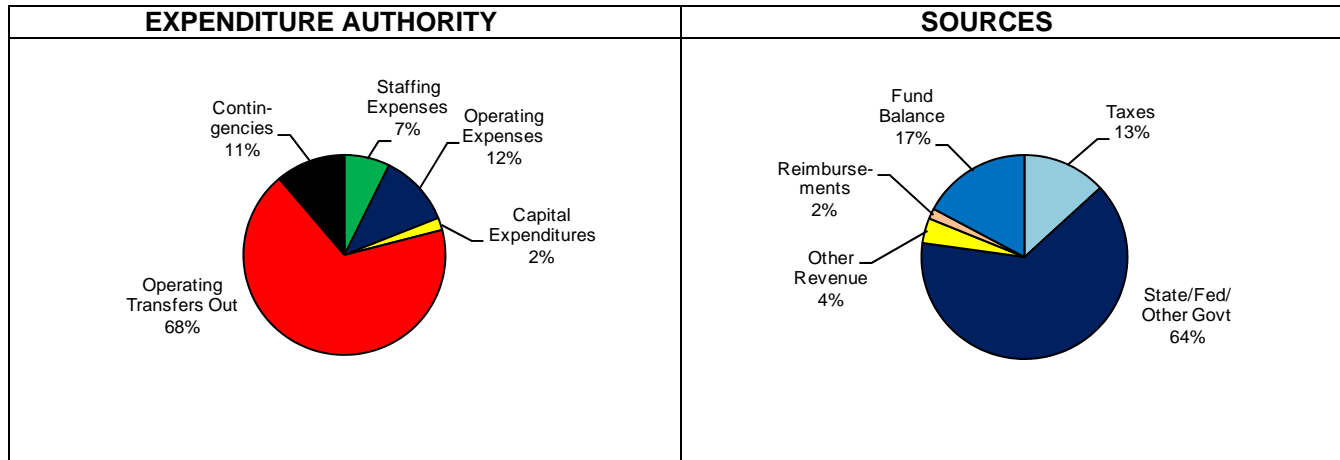 EXPENDITURE AUTHORITY
Contin-
gencies
11%
Staffing
Expenses
7%
Operating
Expenses
12%
Capital
Expenditures
2%
Operating
Transfers Out
68%
SOURCES
Fund
Balance
17%
Taxes
13%
Reimburse-
ments
2%
Other
Revenue
4%
State/Fed/
Other Govt
64%